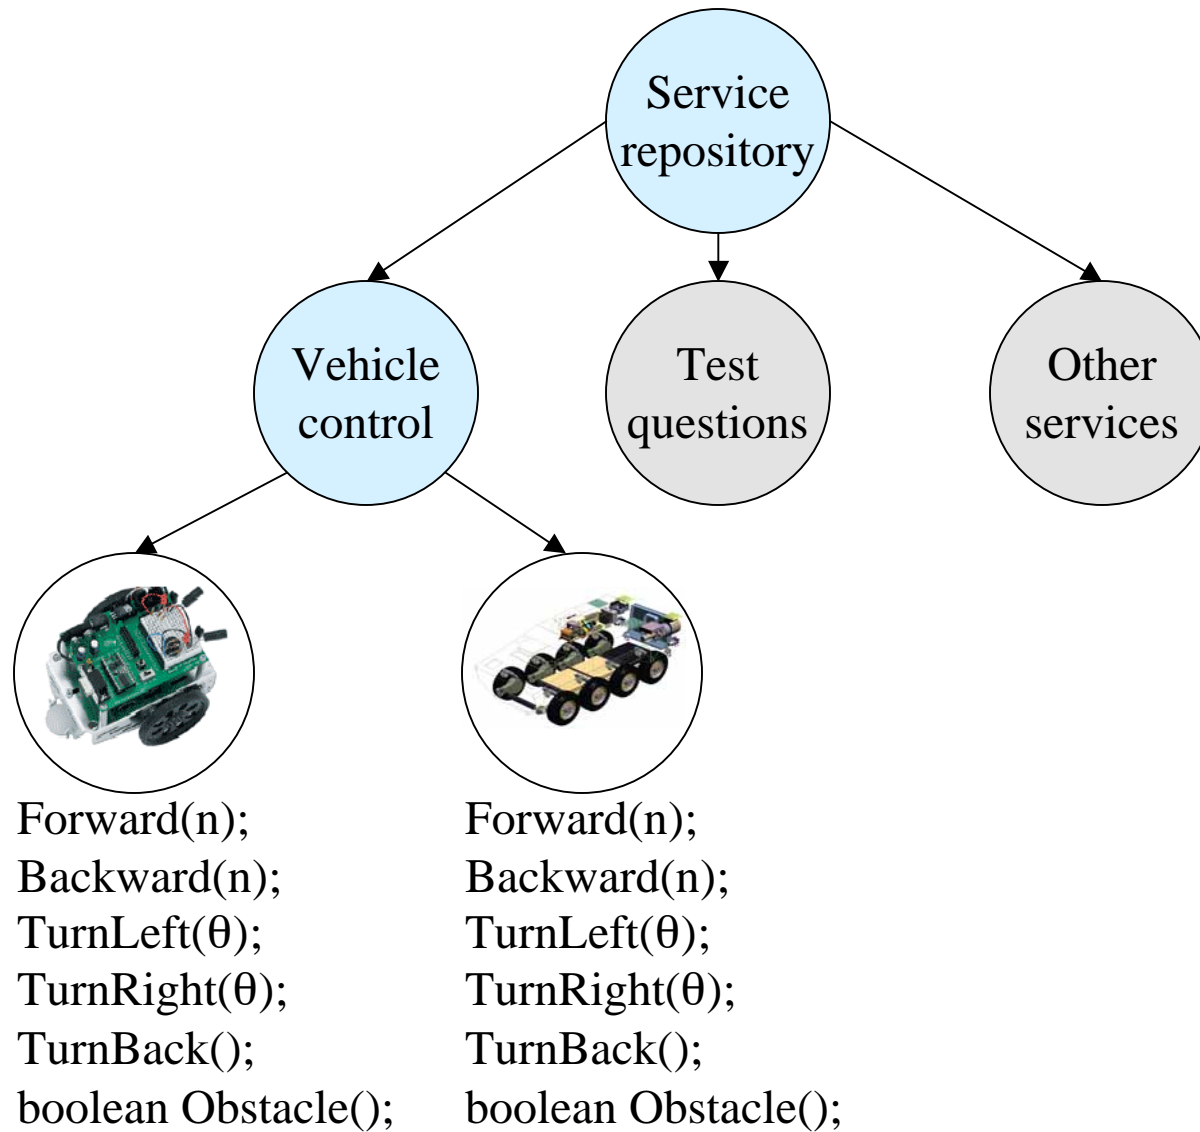 Service
repository
Vehicle
control
Test
questions
Other
services
Forward(n);
Backward(n);
TurnLeft(θ);
TurnRight(θ);
TurnBack();
boolean Obstacle();
Forward(n);
Backward(n);
TurnLeft(θ);
TurnRight(θ);
TurnBack();
boolean Obstacle();